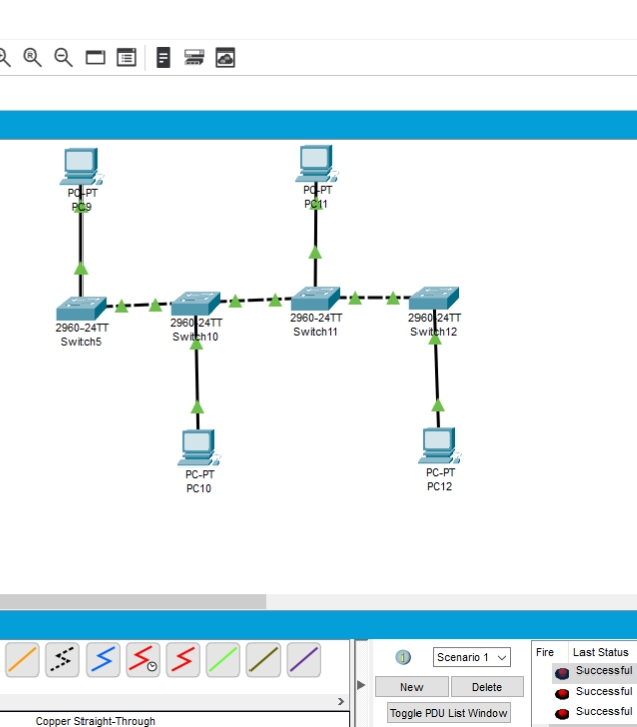 PC-PT
PC9
PC-PT
PC11
2960-24TT
Switch5
2960-24TT
Switch10
2960-24TT
Switch11
2960-24TT
Switch12
PC-PT
PC10
PC-PT
PC12
Scenario 1
New
Delete
Toggle PDU List Window
Fire
Last Status
Successful
Successful
Successful
Copper Straight-Through